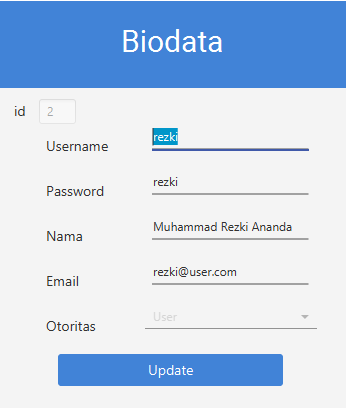 Biodata
id 2
Username rezki
Password rezki
Nama Muhammad Rezki Ananda
Email rezki@user.com
Otoritas User
Update